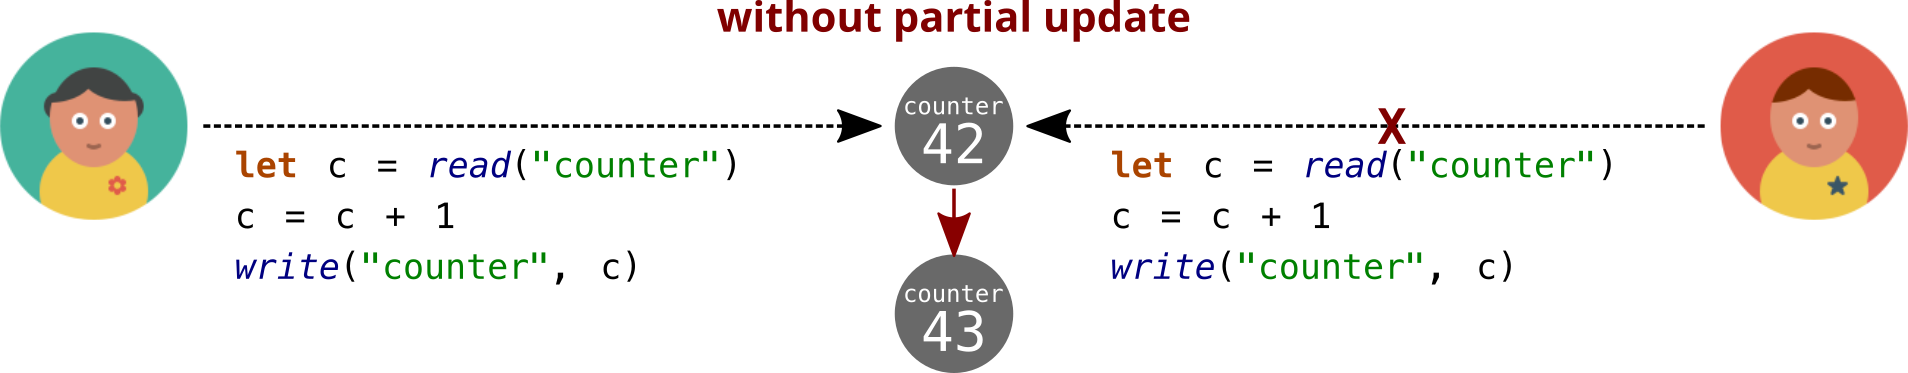 without partial update
counter
42
X
let c = read("counter")
c = c + 1
write("counter", c)
let c = read("counter")
c = c + 1
write("counter", c)
counter
43